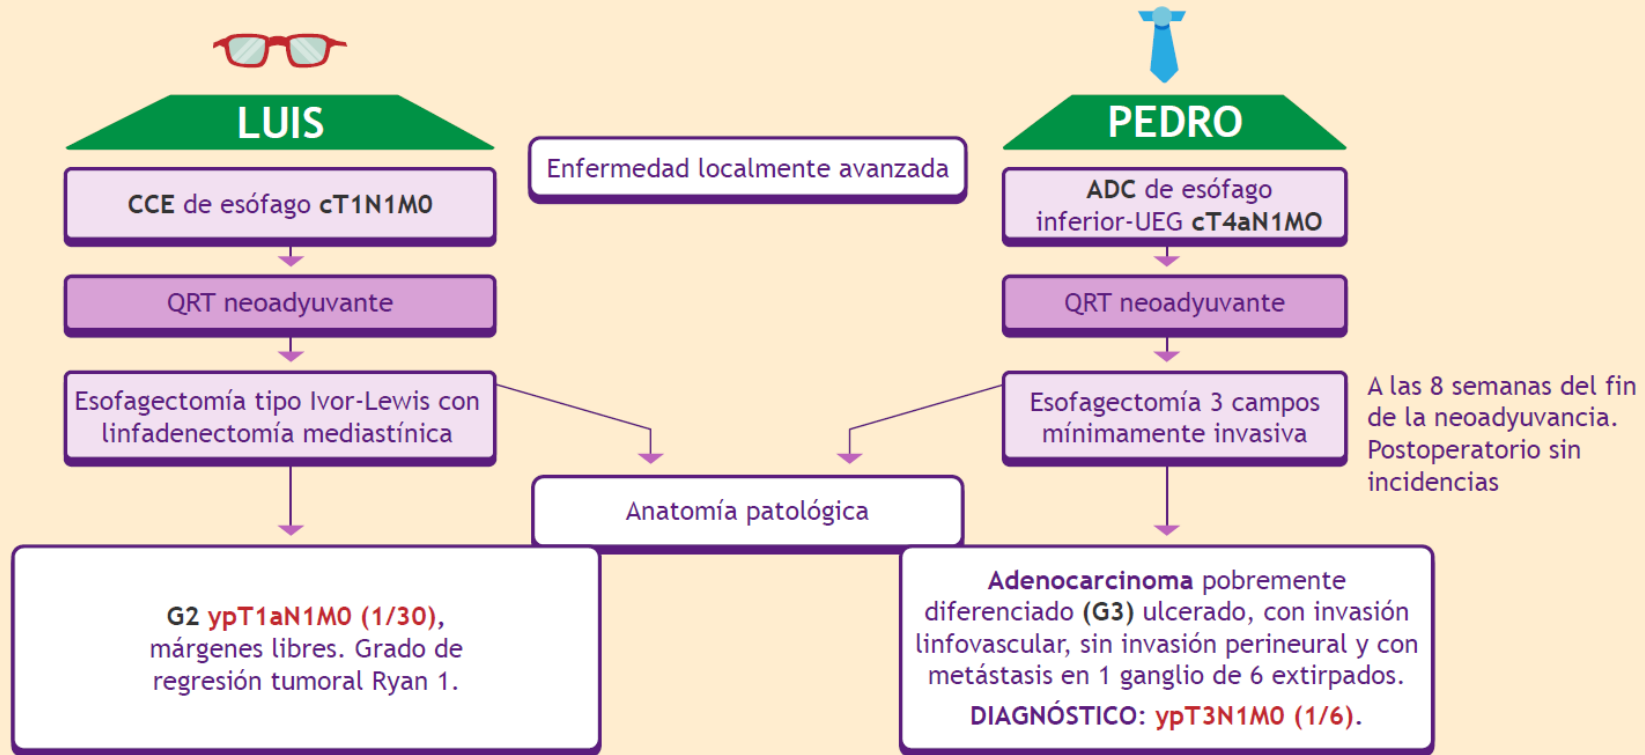 LUIS
CCE de esófago cT1N1M0
QRT neoadyuvante
Esofagectomía tipo Ivor-Lewis con
linfadenectomía mediastínica
G2 ypT1aN1M0 (1/30),
márgenes libres. Grado de
regresión tumoral Ryan 1.
Enfermedad localmente avanzada
Anatomía patológica
PEDRO
ADC de esófago
inferior-UEG cT4aN1MO
QRT neoadyuvante
Esofagectomía 3 campos
mínimamente invasiva
A las 8 semanas del fin
de la neoadyuvancia.
Postoperatorio sin
incidencias
Adenocarcinoma pobremente
diferenciado (G3) ulcerado, con invasión
linfovascular, sin invasión perineural y con
metástasis en 1 ganglio de 6 extirpados.
DIAGNÓSTICO: ypT3N1M0 (1/6).